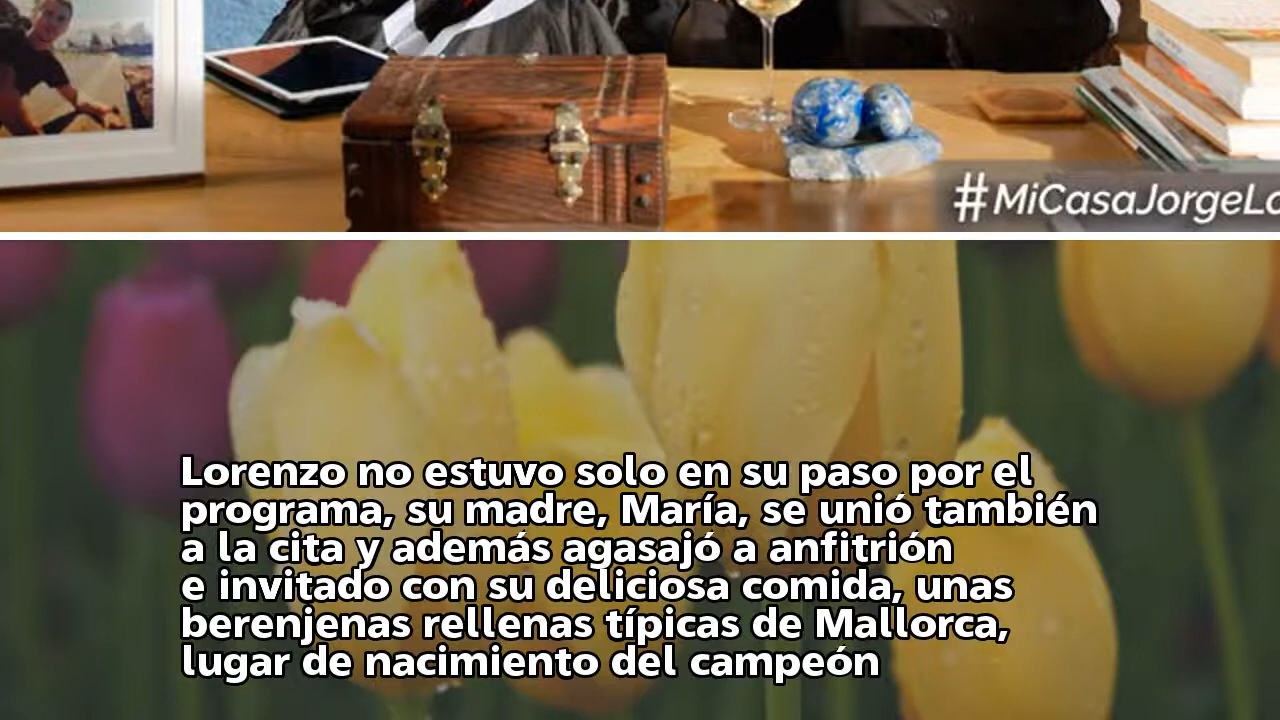 #MiCasaJorgeLo
Lorenzo no estuvo solo en su paso por el
programa, su madre, María, se unió también
a la cita y además agasajó a anfitrión
e invitado con su deliciosa comida, unas
berenjenas rellenas típicas de Mallorca,
lugar de nacimiento del campeón